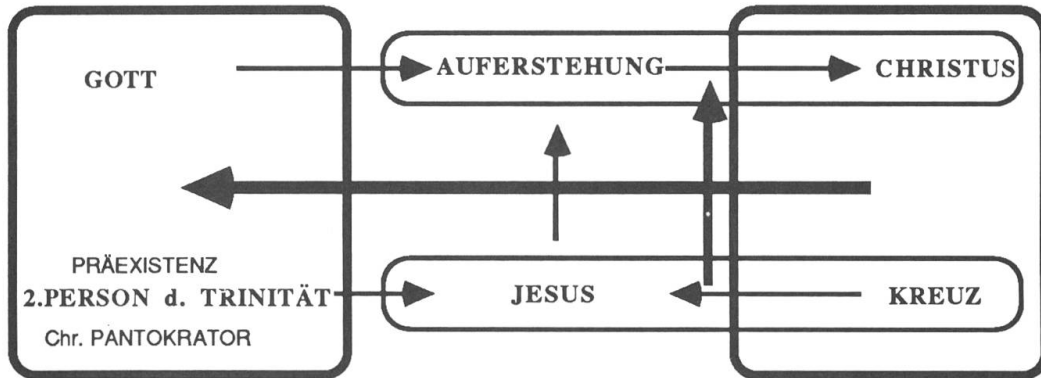 GOTT
AUFERSTEHUNG
CHRISTUS
PRÄEXISTENZ
2.PERSON d. TRINITÄT
JESUS
KREUZ
Chr. PANTOKRATOR